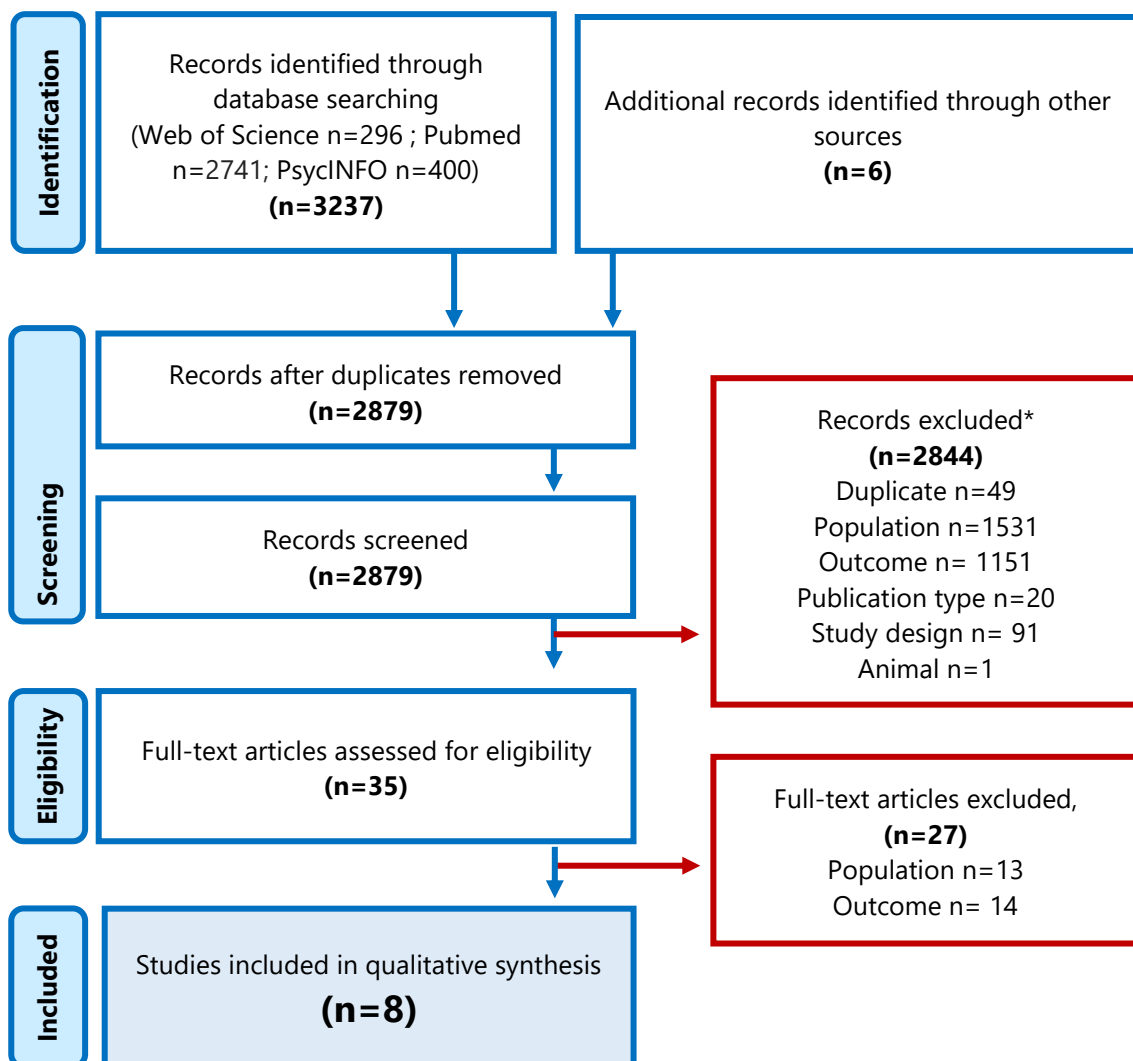 Identification
Records identified through
database searching
(Web of Science n=296 ; Pubmed
n=2741; PsycINFO n=400)
(n=3237)
Additional records identified through other
sources
(n=6)
Screening
Records after duplicates removed
(n=2879)
Records screened
(n=2879)
Records excluded*
(n=2844)
Duplicate n=49
Population n=1531
Outcome n= 1151
Publication type n=20
Study design n= 91
Animal n=1
Eligibility
Full-text articles assessed for eligibility
(n=35)
Full-text articles excluded,
(n=27)
Population n=13
Outcome n= 14
Included
Studies included in qualitative synthesis
(n=8)